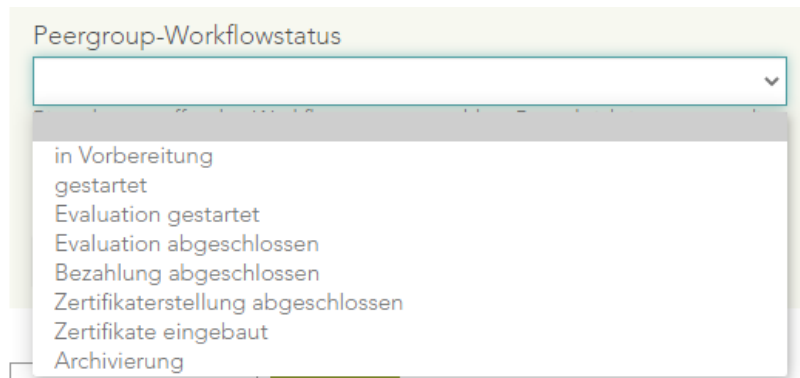 Peergroup-Workflowstatus
in Vorbereitung
gestartet
Evaluation gestartet
Evaluation abgeschlossen
Bezahlung abgeschlossen
Zertifikaterstellung abgeschlossen
Zertifikate eingebaut
Archivierung